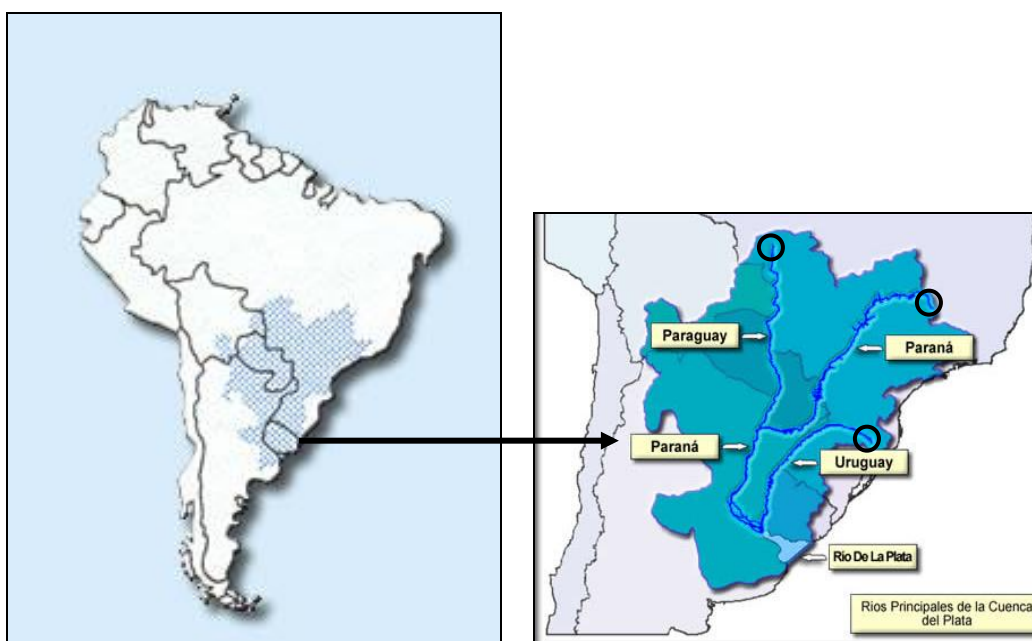 Paraguay
Paraná
Paraná
Uruguay
Rio De La Plata
Rios Principales de la Cuenca
del Plata